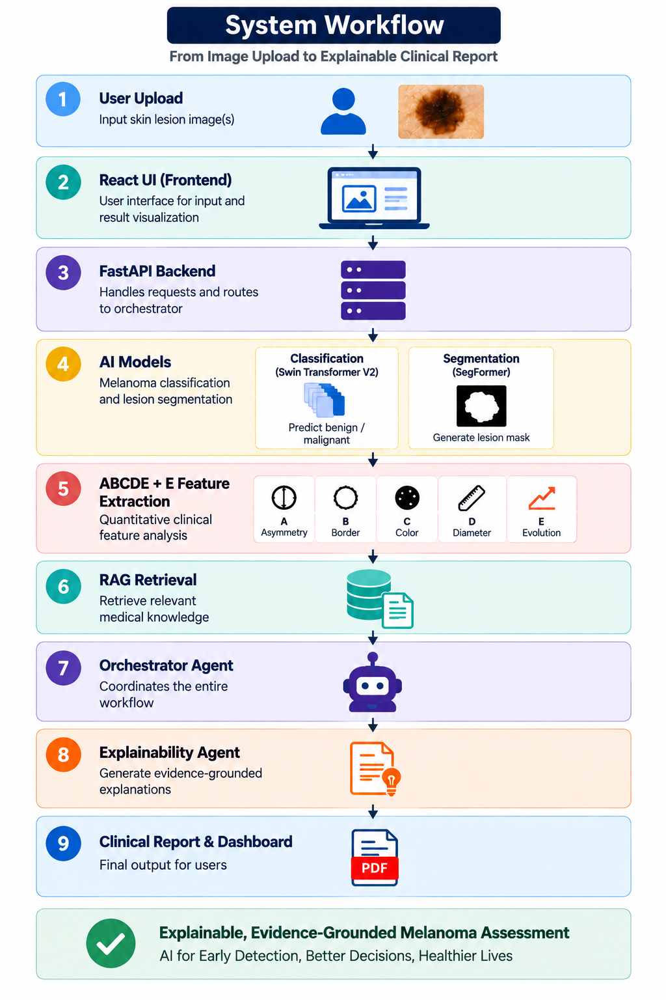 System Workflow
From Image Upload to Explainable Clinical Report
1
User Upload
Input skin lesion image(s)
2
React UI (Frontend)
User interface for input and
result visualization
3
FastAPI Backend
Handles requests and routes
to orchestrator
4
AI Models
Melanoma classification
and lesion segmentation
Classification
(Swin Transformer V2)
Predict benign /
malignant
Segmentation
(SegFormer)
Generate lesion mask
5
ABCDE + E Feature
Extraction
Quantitative clinical
feature analysis
A
Asymmetry
B
Border
C
Color
D
Diameter
E
Evolution
6
RAG Retrieval
Retrieve relevant
medical knowledge
7
Orchestrator Agent
Coordinates the entire
workflow
8
Explainability Agent
Generate evidence-grounded
explanations
9
Clinical Report & Dashboard
Final output for users
PDF
Explainable, Evidence-Grounded Melanoma Assessment
AI for Early Detection, Better Decisions, Healthier Lives